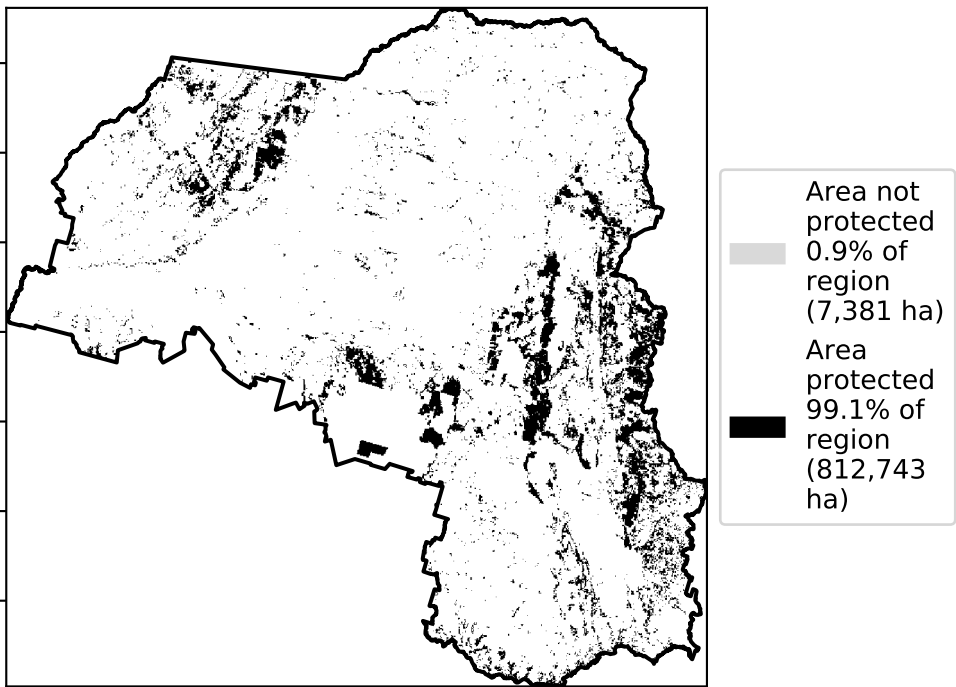 Area not
protected
0.9% of
region
(7,381 ha)
Area
protected
99.1% of
region
(812,743
ha)